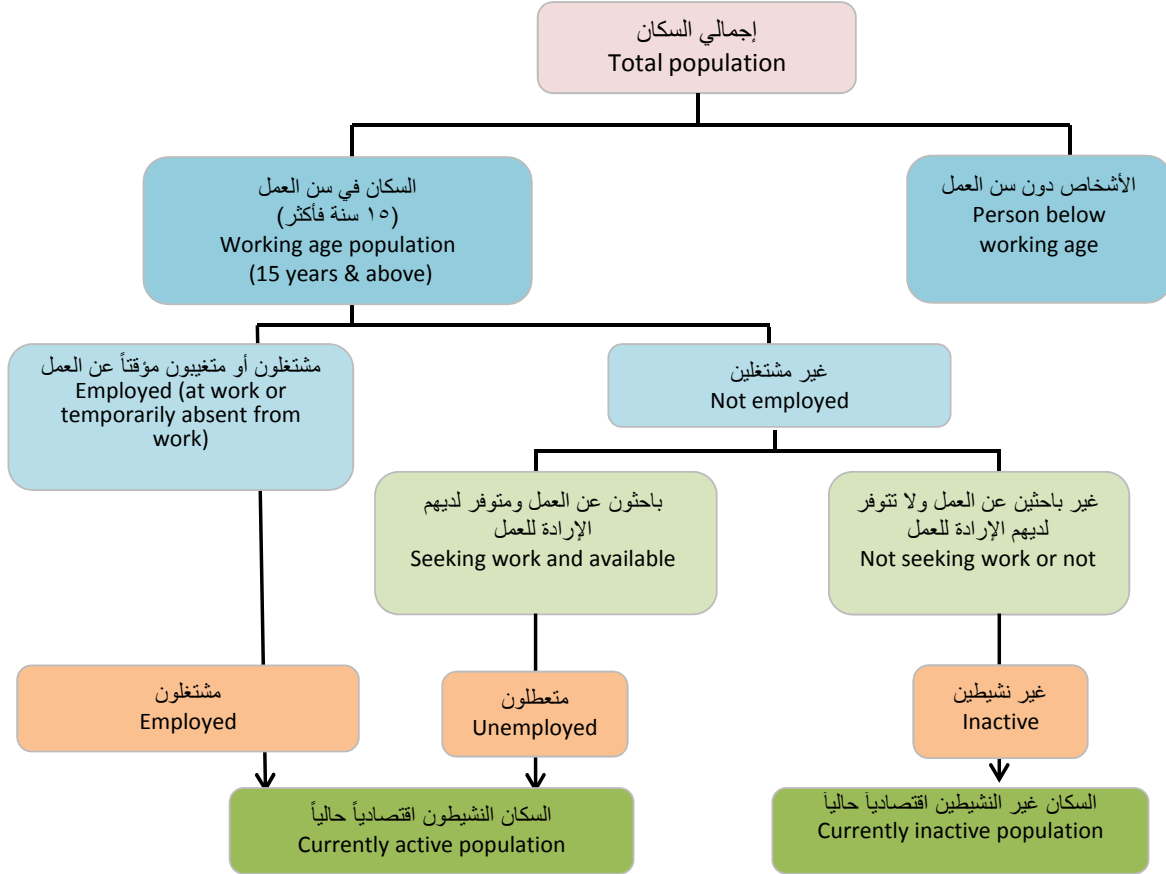 إجمالي السكان
Total population
السكان في سن العمل
(١٥ سنة فأكثر)
Working age population
(15 years & above)
الأشخاص دون سن العمل
Person below
working age
مشتغلون أو متغيبون مؤقتاً عن العمل
Employed (at work or
temporarily absent from
work)
غير مشتغلين
Not employed
باحثون عن العمل ومتوفر لديهم
الإرادة للعمل
Seeking work and available
غير باحثين عن العمل ولا تتوفر
لديهم الإرادة للعمل
Not seeking work or not
مشتغلون
Employed
متعطلون
Unemployed
غير نشيطين
Inactive
السكان النشيطون اقتصادياً حالياً
Currently active population
السكان غير النشيطين اقتصادياً حالياً
Currently inactive population